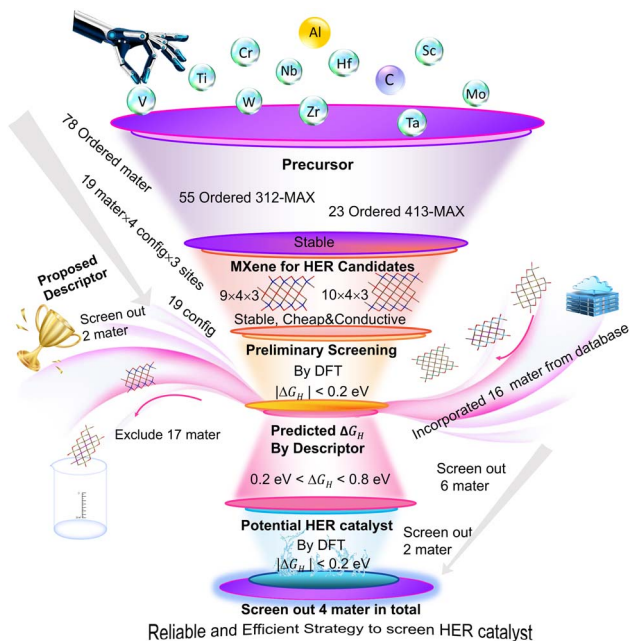 Al
Cr
Sc
Nb
Hf
Ti
C
V
W
Zr
Mo
Ta
Precursor
78 Ordered mater
55 Ordered 312-MAX
23 Ordered 413-MAX
19 mater×4 config×3 sites
Stable
MXene for HER Candidates
9×4×3
10×4×3
Stable, Cheap&Conductive
19 config
Proposed
Descriptor
Screen out
2 mater
Preliminary Screening
By DFT
|ΔG_H| < 0.2 eV
Incorporated 16 mater from database
Exclude 17 mater
Predicted ΔG_H
By Descriptor
0.2 eV < ΔG_H < 0.8 eV
Screen out
6 mater
Potential HER catalyst
By DFT
|ΔG_H| < 0.2 eV
Screen out
2 mater
Screen out 4 mater in total
Reliable and Efficient Strategy to screen HER catalyst